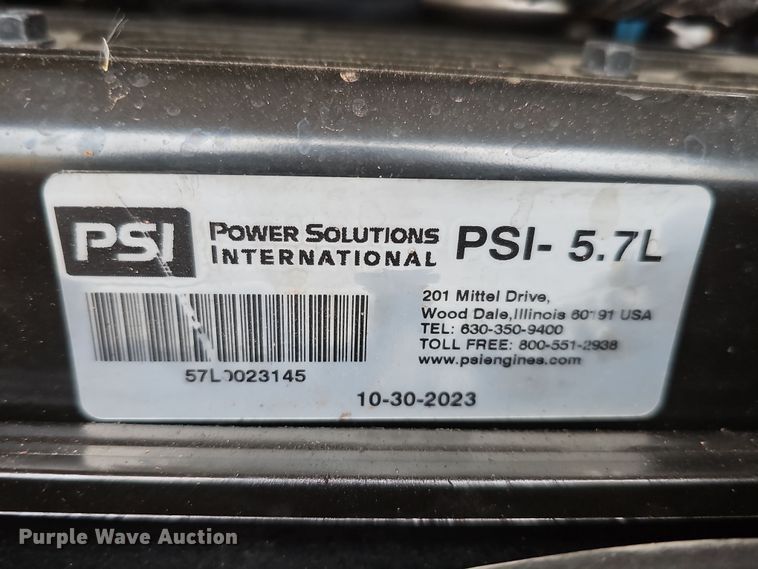 PSI
POWER SOLUTIONS
INTERNATIONAL
PSI- 5.7L
201 Mittel Drive,
Wood Dale,Illinois 60191 USA
TEL: 630-350-9400
TOLL FREE: 800-551-2938
www.psiengines.com
57L0023145
10-30-2023
Purple Wave Auction